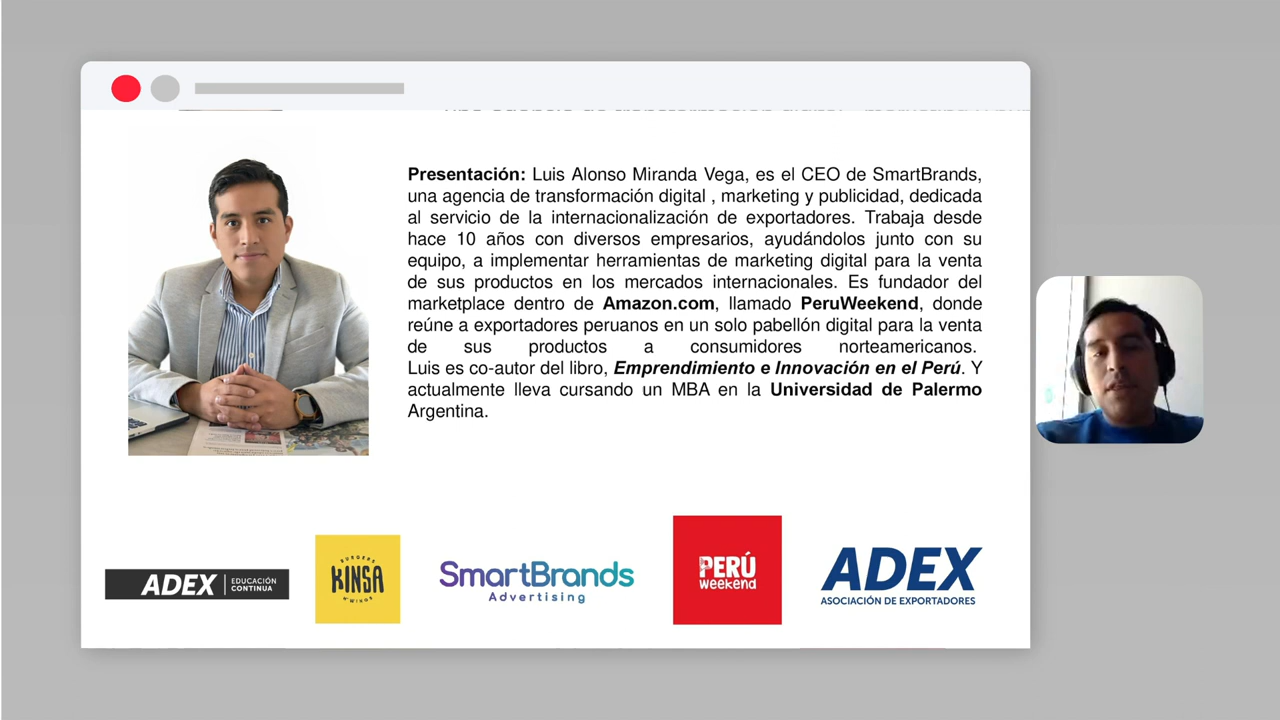 Presentación: Luis Alonso Miranda Vega, es el CEO de SmartBrands,
una agencia de transformación digital , marketing y publicidad, dedicada
al servicio de la internacionalización de exportadores. Trabaja desde
hace 10 años con diversos empresarios, ayudándolos junto con su
equipo, a implementar herramientas de marketing digital para la venta
de sus productos en los mercados internacionales. Es fundador del
marketplace dentro de Amazon.com, llamado PeruWeekend, donde
reúne a exportadores peruanos en un solo pabellón digital para la venta
de sus productos a consumidores norteamericanos.
Luis es co-autor del libro, Emprendimiento e Innovación en el Perú. Y
actualmente lleva cursando un MBA en la Universidad de Palermo
Argentina.
ADEX EDUCACIÓN
CONTINUA
BURGERS
KINSA
N' WINGS
SmartBrands
Advertising
PERÚ
weekend
ADEX
ASOCIACIÓN DE EXPORTADORES